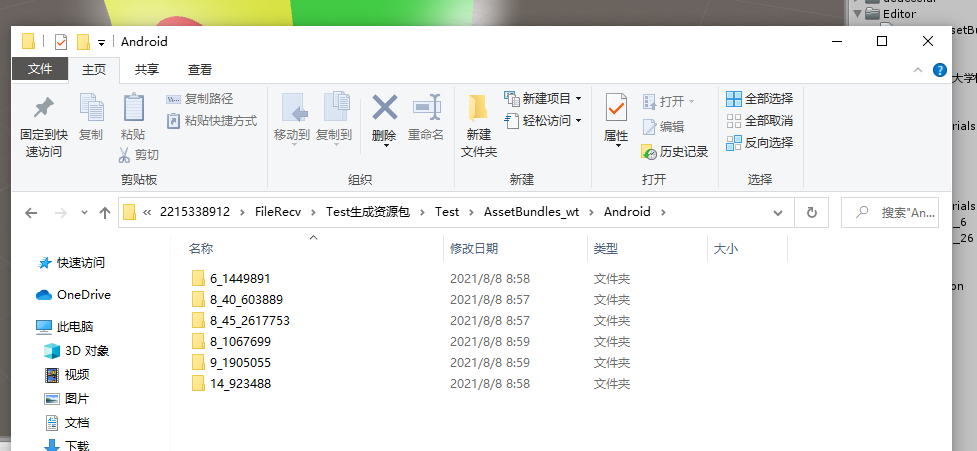 Editor
Android
文件
主页
共享
查看
固定到快速访问
复制
粘贴
复制路径
粘贴快捷方式
剪切
剪贴板
移动到
复制到
删除
重命名
组织
新建
文件夹
新建项目
轻松访问
新建
属性
打开
编辑
历史记录
打开
全部选择
全部取消
反向选择
选择
« 2215338912 > FileRecv > Test生成资源包 > Test > AssetBundles_wt > Android >
搜索"An...
名称 修改日期 类型 大小
快速访问
OneDrive
此电脑
3D 对象
视频
图片
文档
下载
6_1449891 2021/8/8 8:58 文件夹
8_40_603889 2021/8/8 8:57 文件夹
8_45_2617753 2021/8/8 8:57 文件夹
8_1067699 2021/8/8 8:59 文件夹
9_1905055 2021/8/8 8:59 文件夹
14_923488 2021/8/8 8:58 文件夹
_6
_26